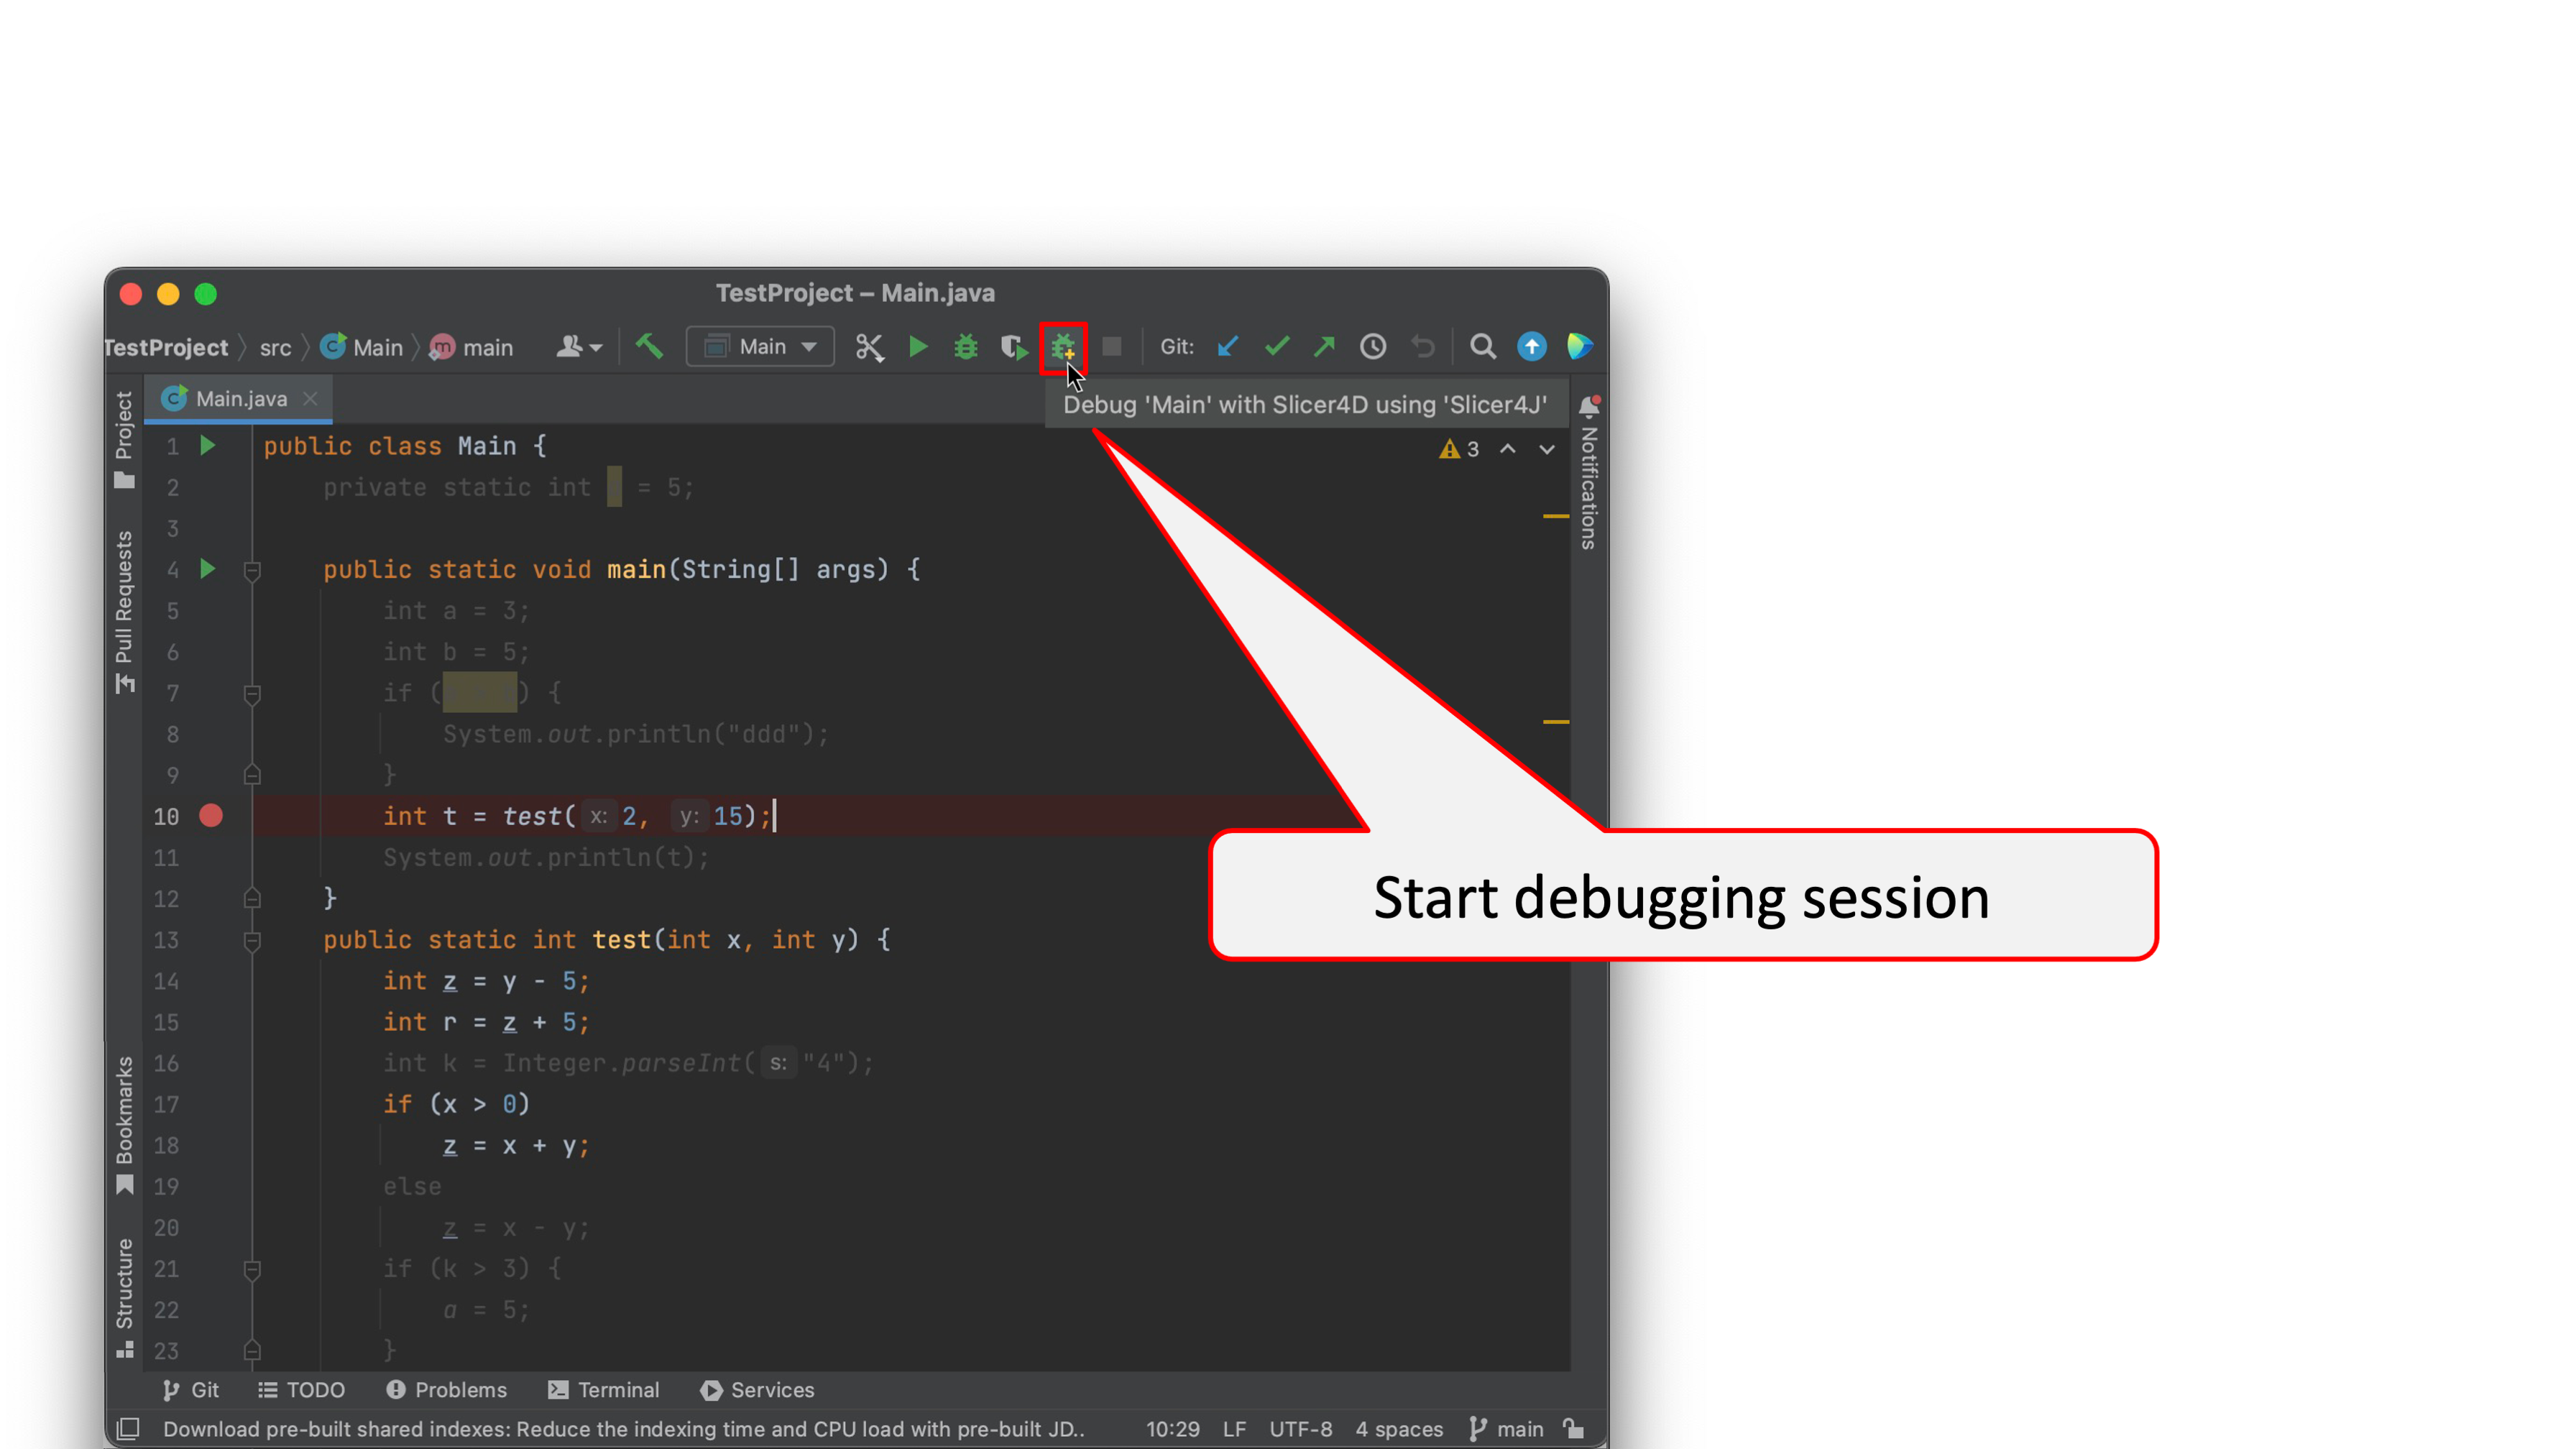 TestProject – Main.java
TestProject src Main main Main Git:
Main.java
Debug 'Main' with Slicer4D using 'Slicer4J'
3
Project
Pull Requests
Bookmarks
Structure
Notifications
1 public class Main {
2 private static int = 5;
3
4 public static void main(String[] args) {
5 int a = 3;
6 int b = 5;
7 if ( ) {
8 System.out.println("ddd");
9 }
10 int t = test( x: 2, y: 15);
11 System.out.println(t);
12 }
13 public static int test(int x, int y) {
14 int z = y - 5;
15 int r = z + 5;
16 int k = Integer.parseInt( s: "4");
17 if (x > 0)
18 z = x + y;
19 else
20 z = x - y;
21 if (k > 3) {
22 a = 5;
23 }
Start debugging session
Git TODO Problems Terminal Services
Download pre-built shared indexes: Reduce the indexing time and CPU load with pre-built JD.. 10:29 LF UTF-8 4 spaces main